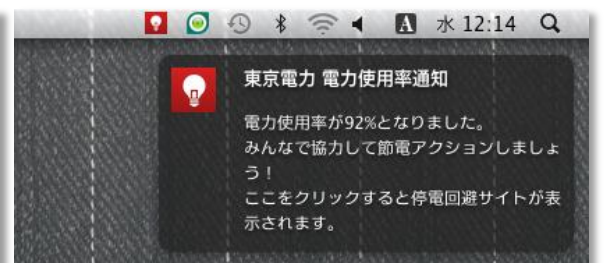 A 水 12:14
東京電力 電力使用率通知
電力使用率が92%となりました。
みんなで協力して節電アクションしましょ
う！
ここをクリックすると停電回避サイトが表
示されます。